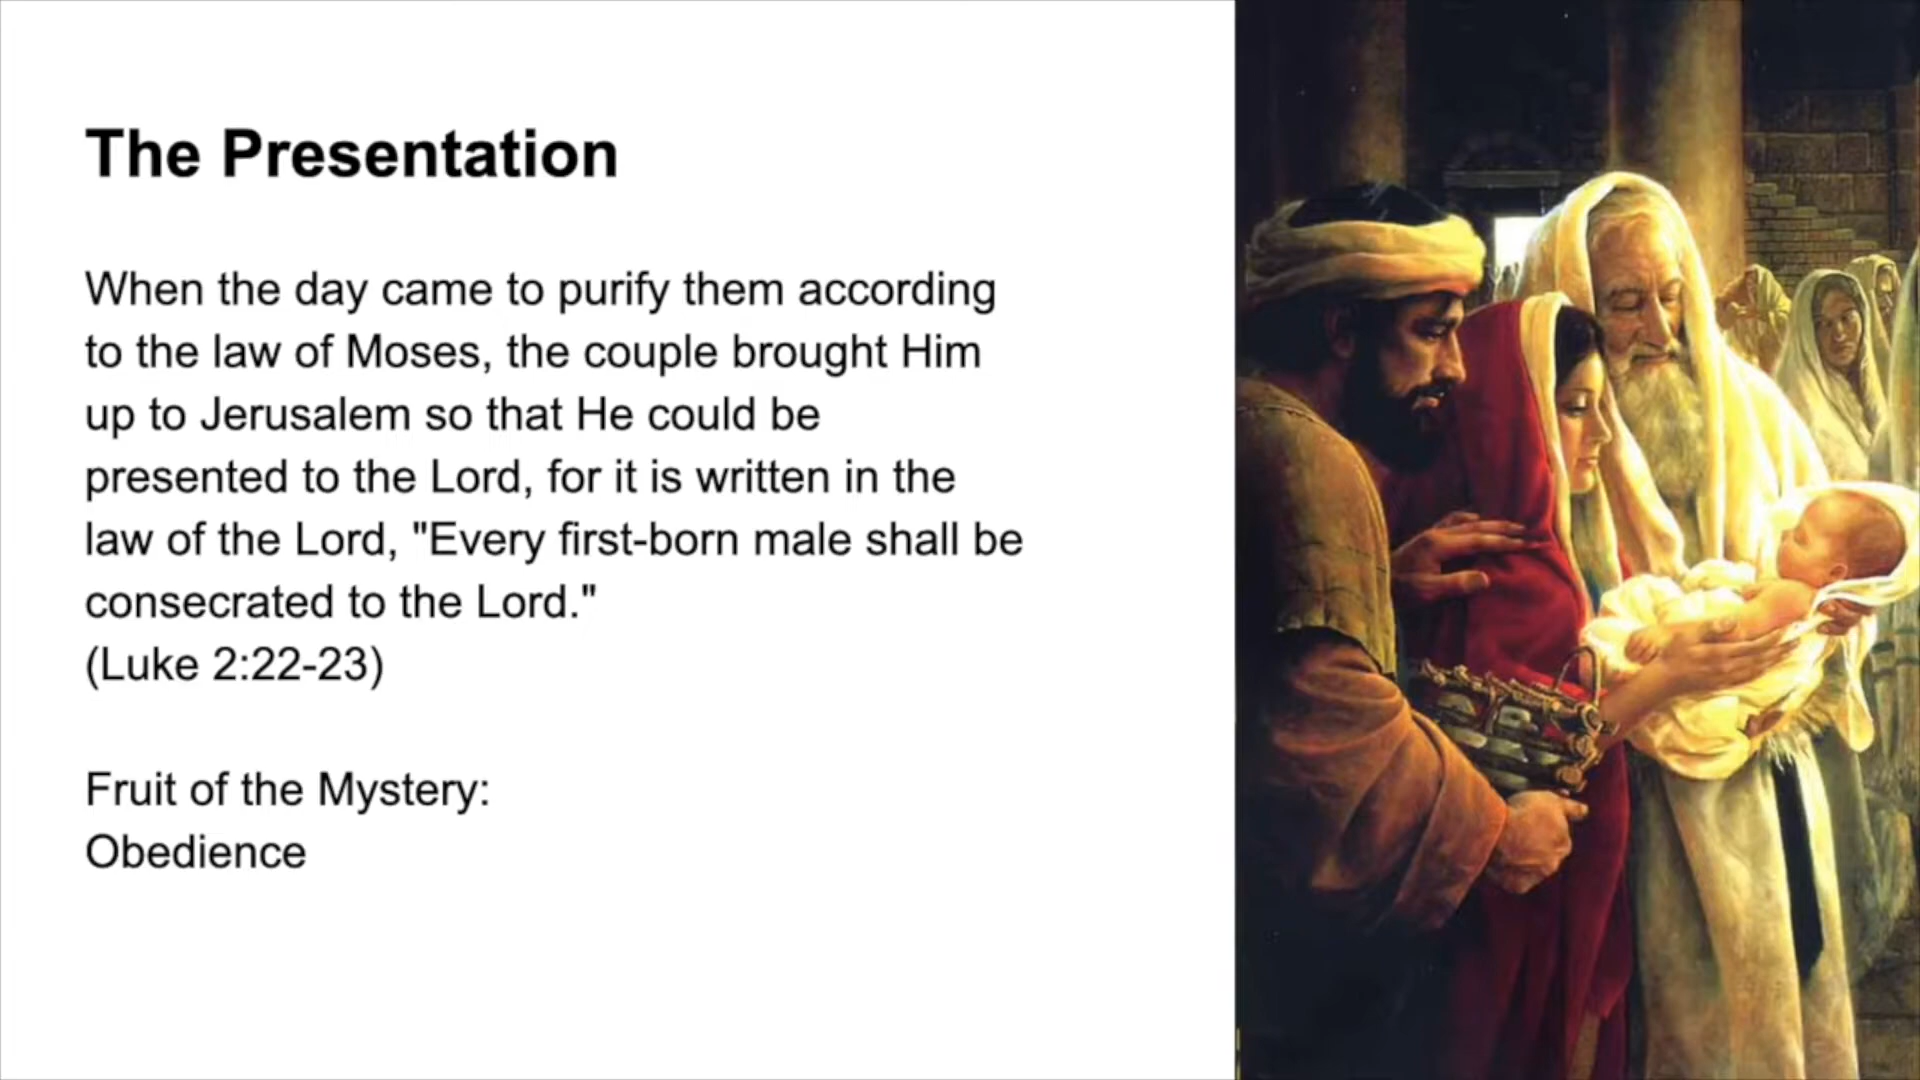 The Presentation
When the day came to purify them according
to the law of Moses, the couple brought Him
up to Jerusalem so that He could be
presented to the Lord, for it is written in the
law of the Lord, "Every first-born male shall be
consecrated to the Lord."
(Luke 2:22-23)
Fruit of the Mystery:
Obedience